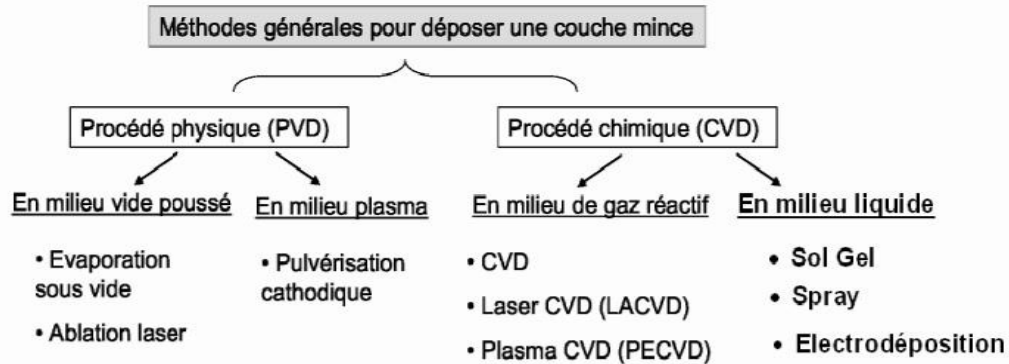 Méthodes générales pour déposer une couche mince
Procédé physique (PVD)
Procédé chimique (CVD)
En milieu vide poussé
• Evaporation
sous vide
• Ablation laser
En milieu plasma
• Pulvérisation
cathodique
En milieu de gaz réactif
• CVD
• Laser CVD (LACVD)
• Plasma CVD (PECVD)
En milieu liquide
• Sol Gel
• Spray
• Electrodéposition